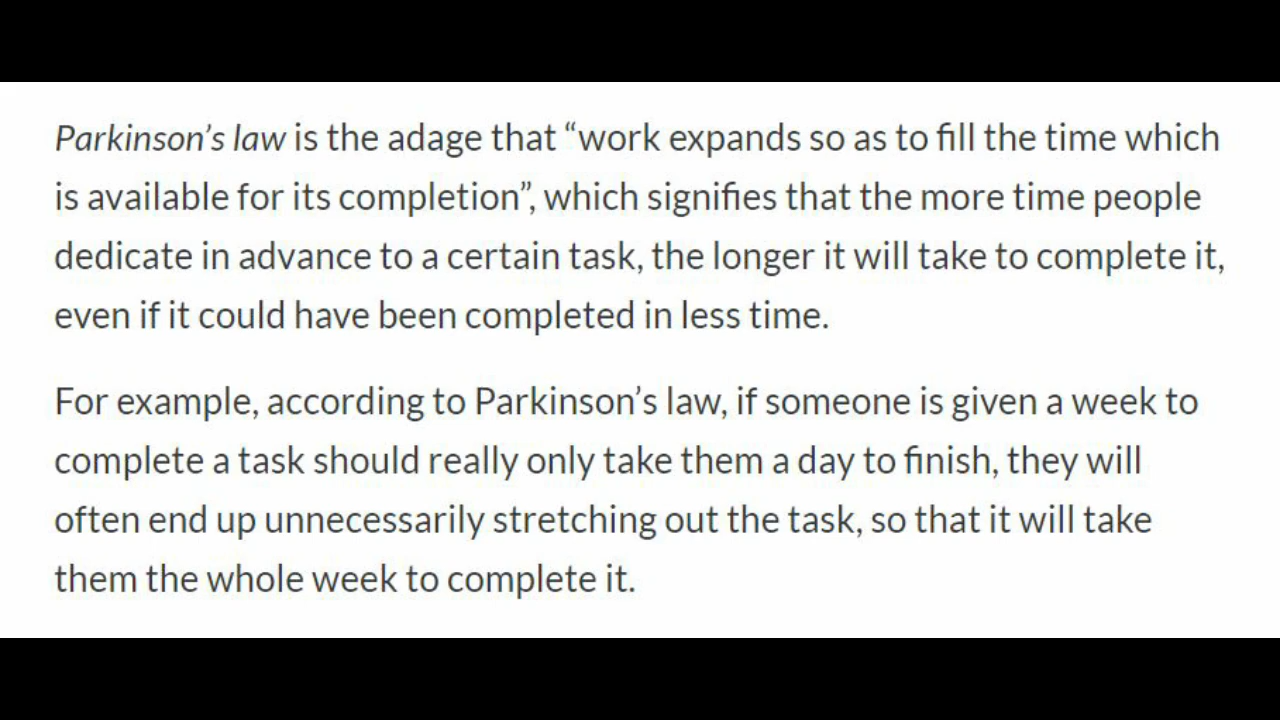 Parkinson’s law is the adage that “work expands so as to fill the time which
is available for its completion”, which signifies that the more time people
dedicate in advance to a certain task, the longer it will take to complete it,
even if it could have been completed in less time.
For example, according to Parkinson’s law, if someone is given a week to
complete a task should really only take them a day to finish, they will
often end up unnecessarily stretching out the task, so that it will take
them the whole week to complete it.